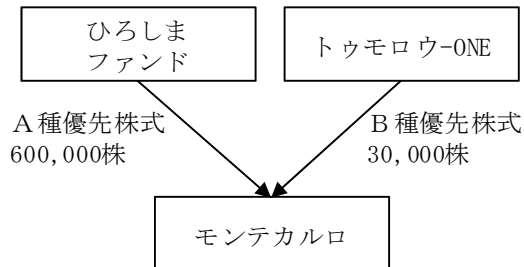 ひろしま
ファンド
トゥモロウ-ONE
Ａ種優先株式
600,000株
Ｂ種優先株式
30,000株
モンテカルロ